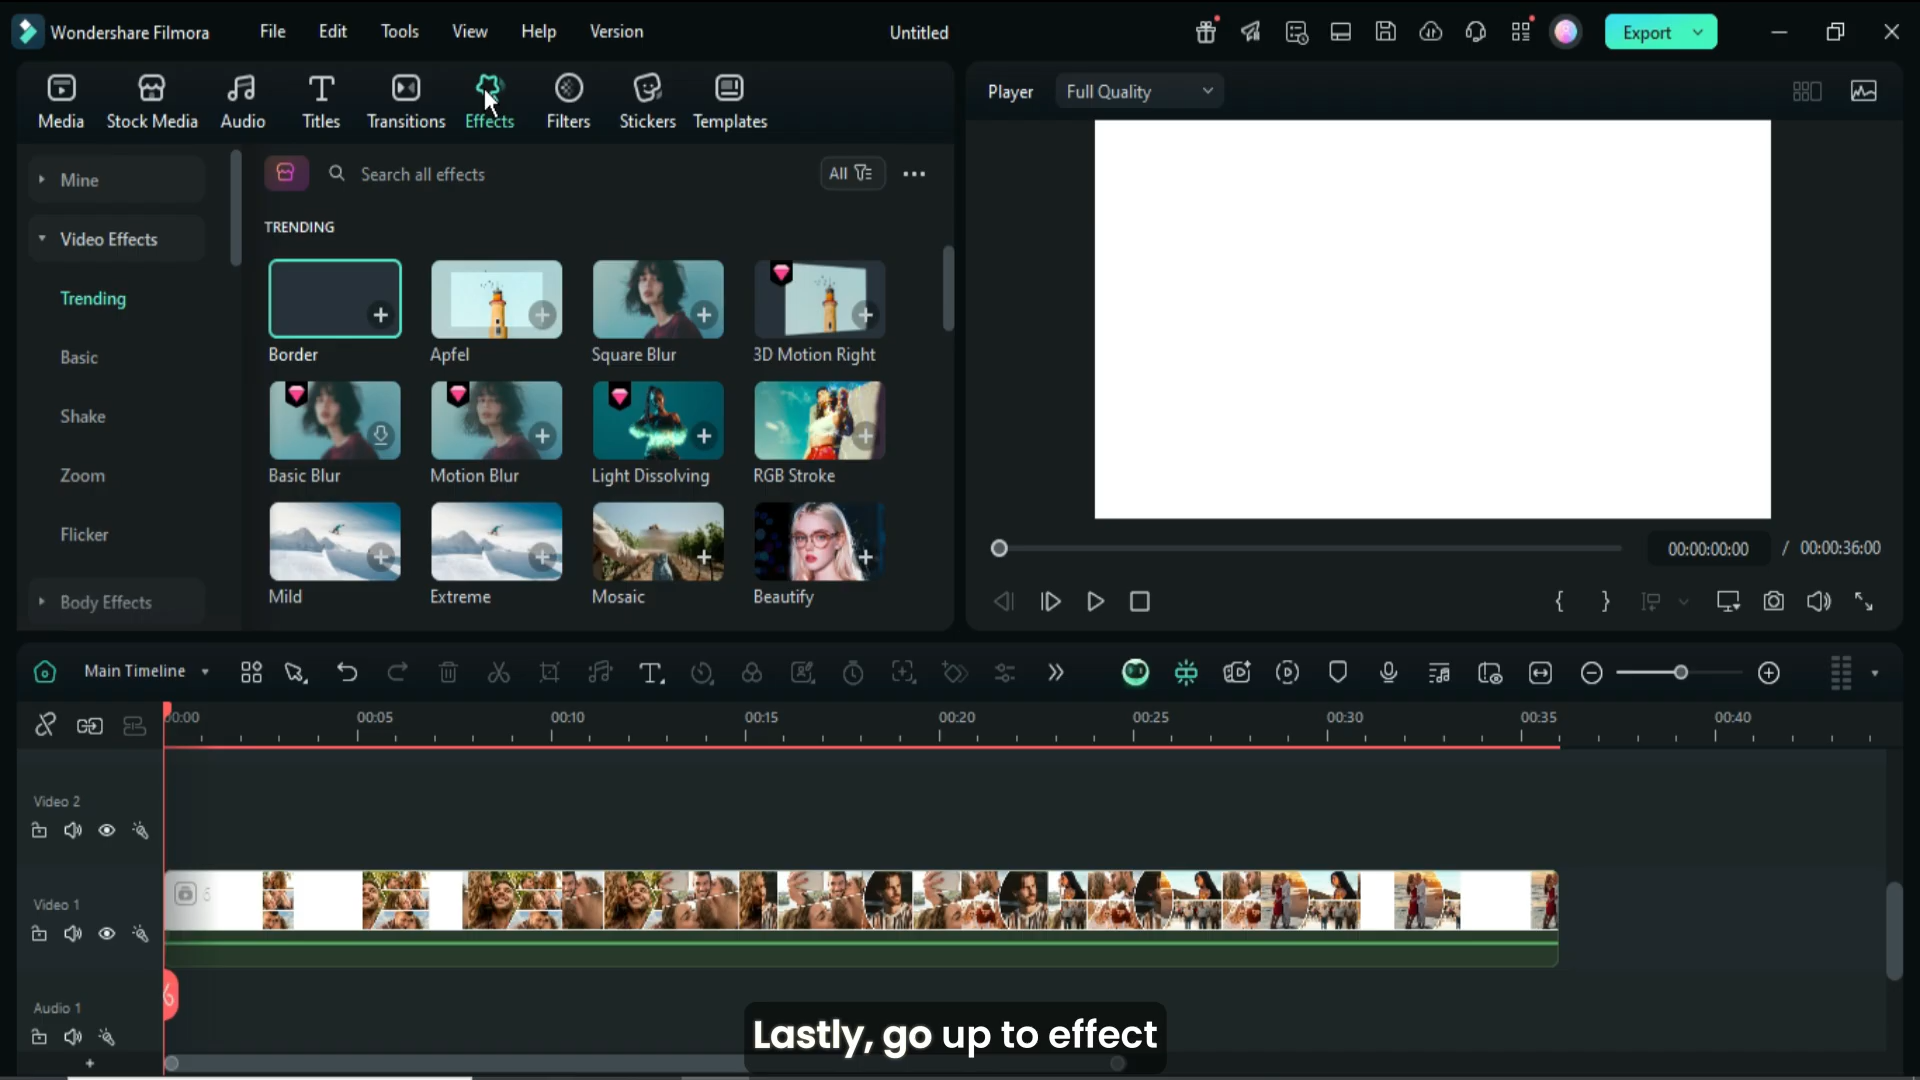 Wondershare Filmora
File
Edit
Tools
View
Help
Version
Untitled
Export
Media
Stock Media
Audio
Titles
Transitions
Effects
Filters
Stickers
Templates
Player
Full Quality
Mine
Video Effects
Trending
Basic
Shake
Zoom
Flicker
Body Effects
Search all effects
All
TRENDING
Border
Apfel
Square Blur
3D Motion Right
Basic Blur
Motion Blur
Light Dissolving
RGB Stroke
Mild
Extreme
Mosaic
Beautify
00:00:00:00 / 00:00:36:00
Main Timeline
00:00
00:05
00:10
00:15
00:20
00:25
00:30
00:35
00:40
Video 2
Video 1
Audio 1
Lastly, go up to effect